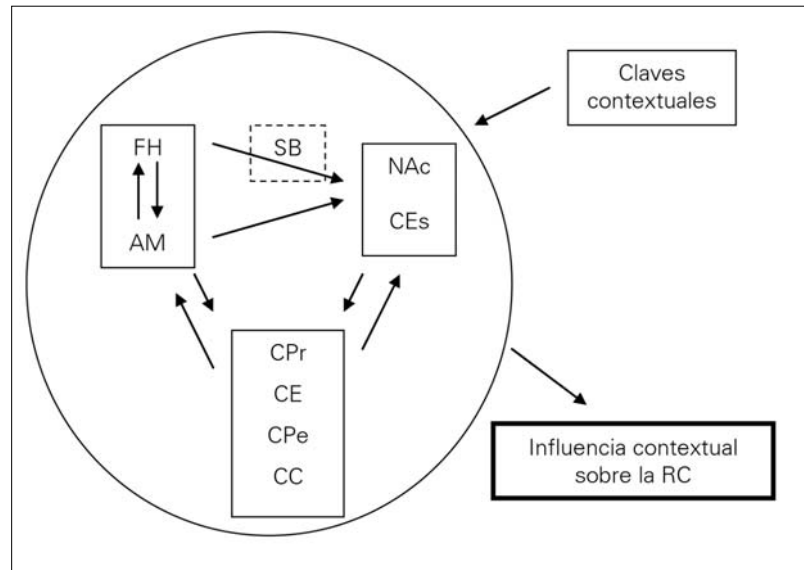 Claves
contextuales
FH
SB
NAc
AM
CEs
CPr
CE
CPe
CC
Influencia contextual
sobre la RC